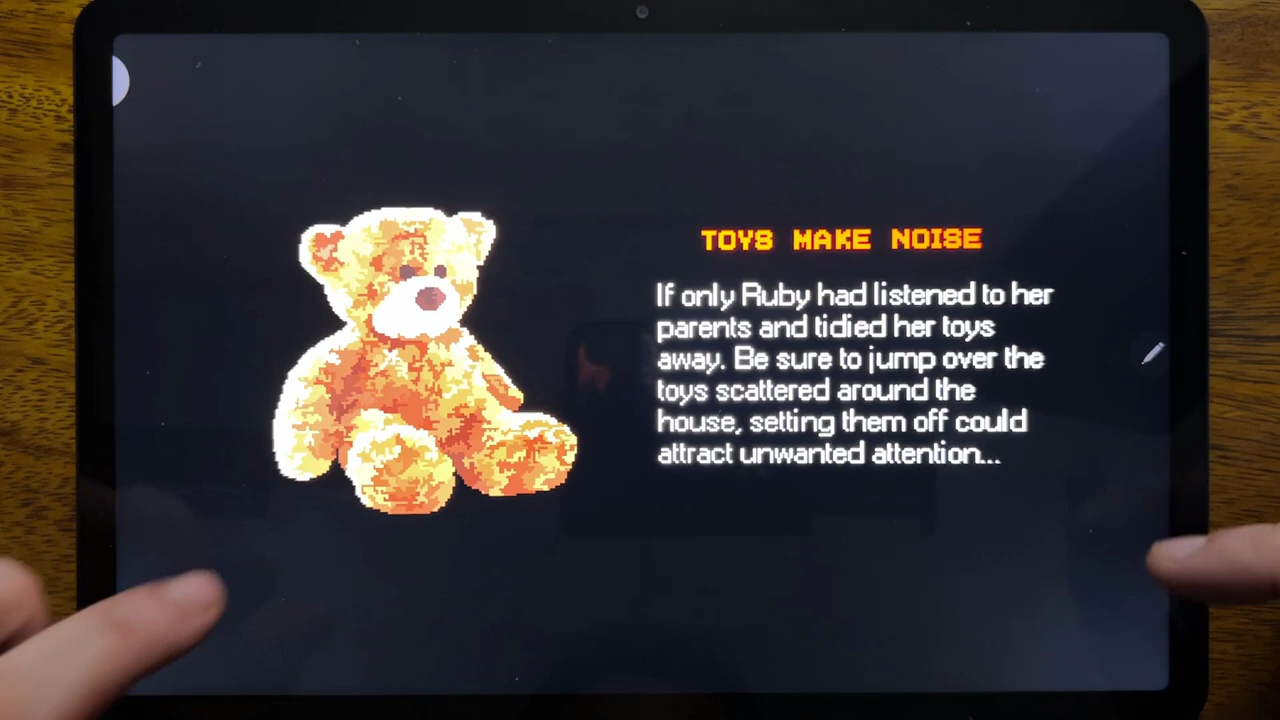 TOYS MAKE NOISE
If only Ruby had listened to her
parents and tidied her toys
away. Be sure to jump over the
toys scattered around the
house, setting them off could
attract unwanted attention...